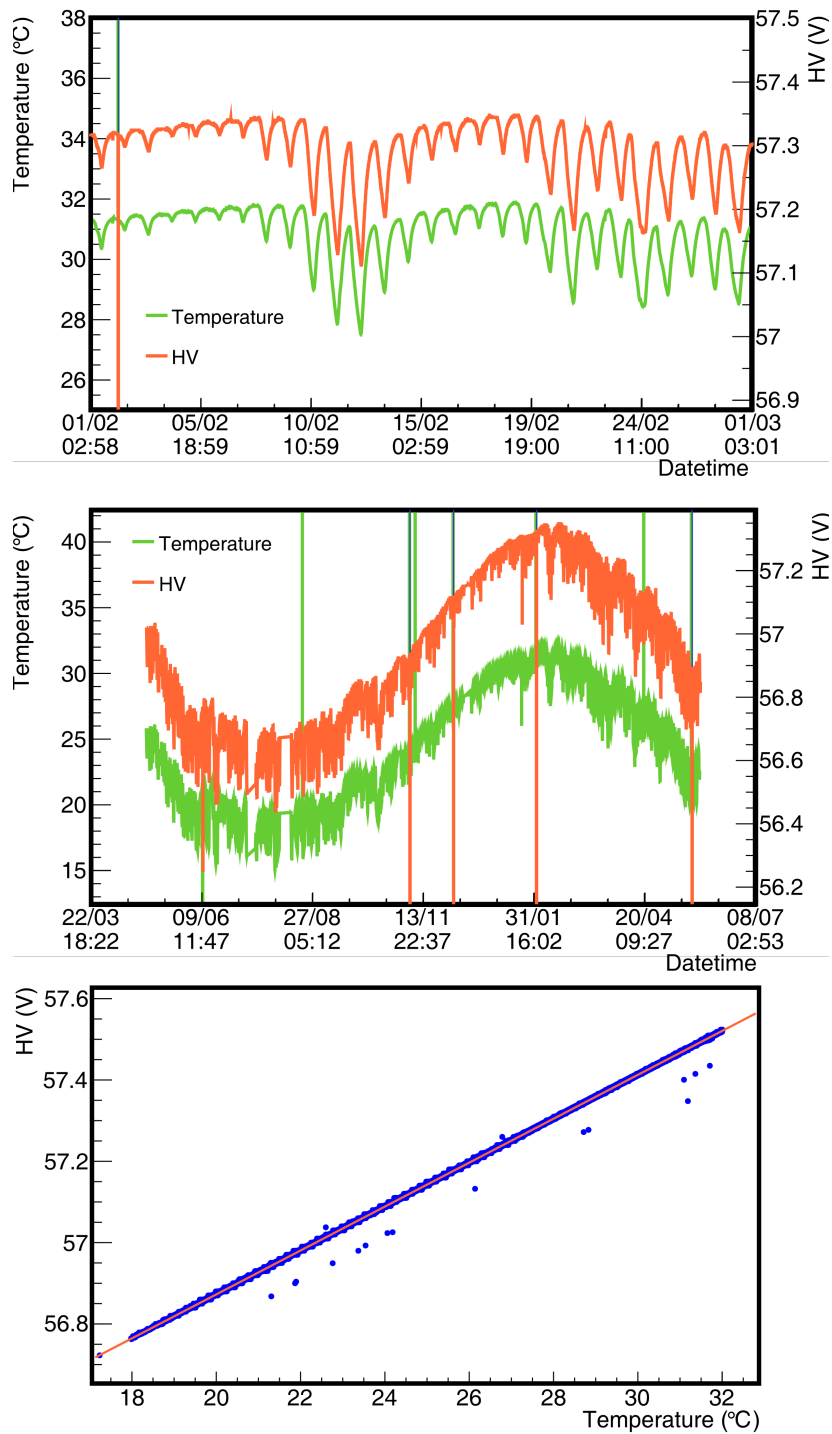 Temperature (°C)
HV (V)
38
36
34
32
30
28
26
57.5
57.4
57.3
57.2
57.1
57
56.9
Temperature
HV
01/02 05/02 10/02 15/02 19/02 24/02 01/03
02:58 18:59 10:59 02:59 19:00 11:00 03:01
Datetime
Temperature (°C)
HV (V)
40
35
30
25
20
15
57.2
57
56.8
56.6
56.4
56.2
Temperature
HV
22/03 09/06 27/08 13/11 31/01 20/04 08/07
18:22 11:47 05:12 22:37 16:02 09:27 02:53
Datetime
HV (V)
57.6
57.4
57.2
57
56.8
18 20 22 24 26 28 30 32
Temperature (°C)